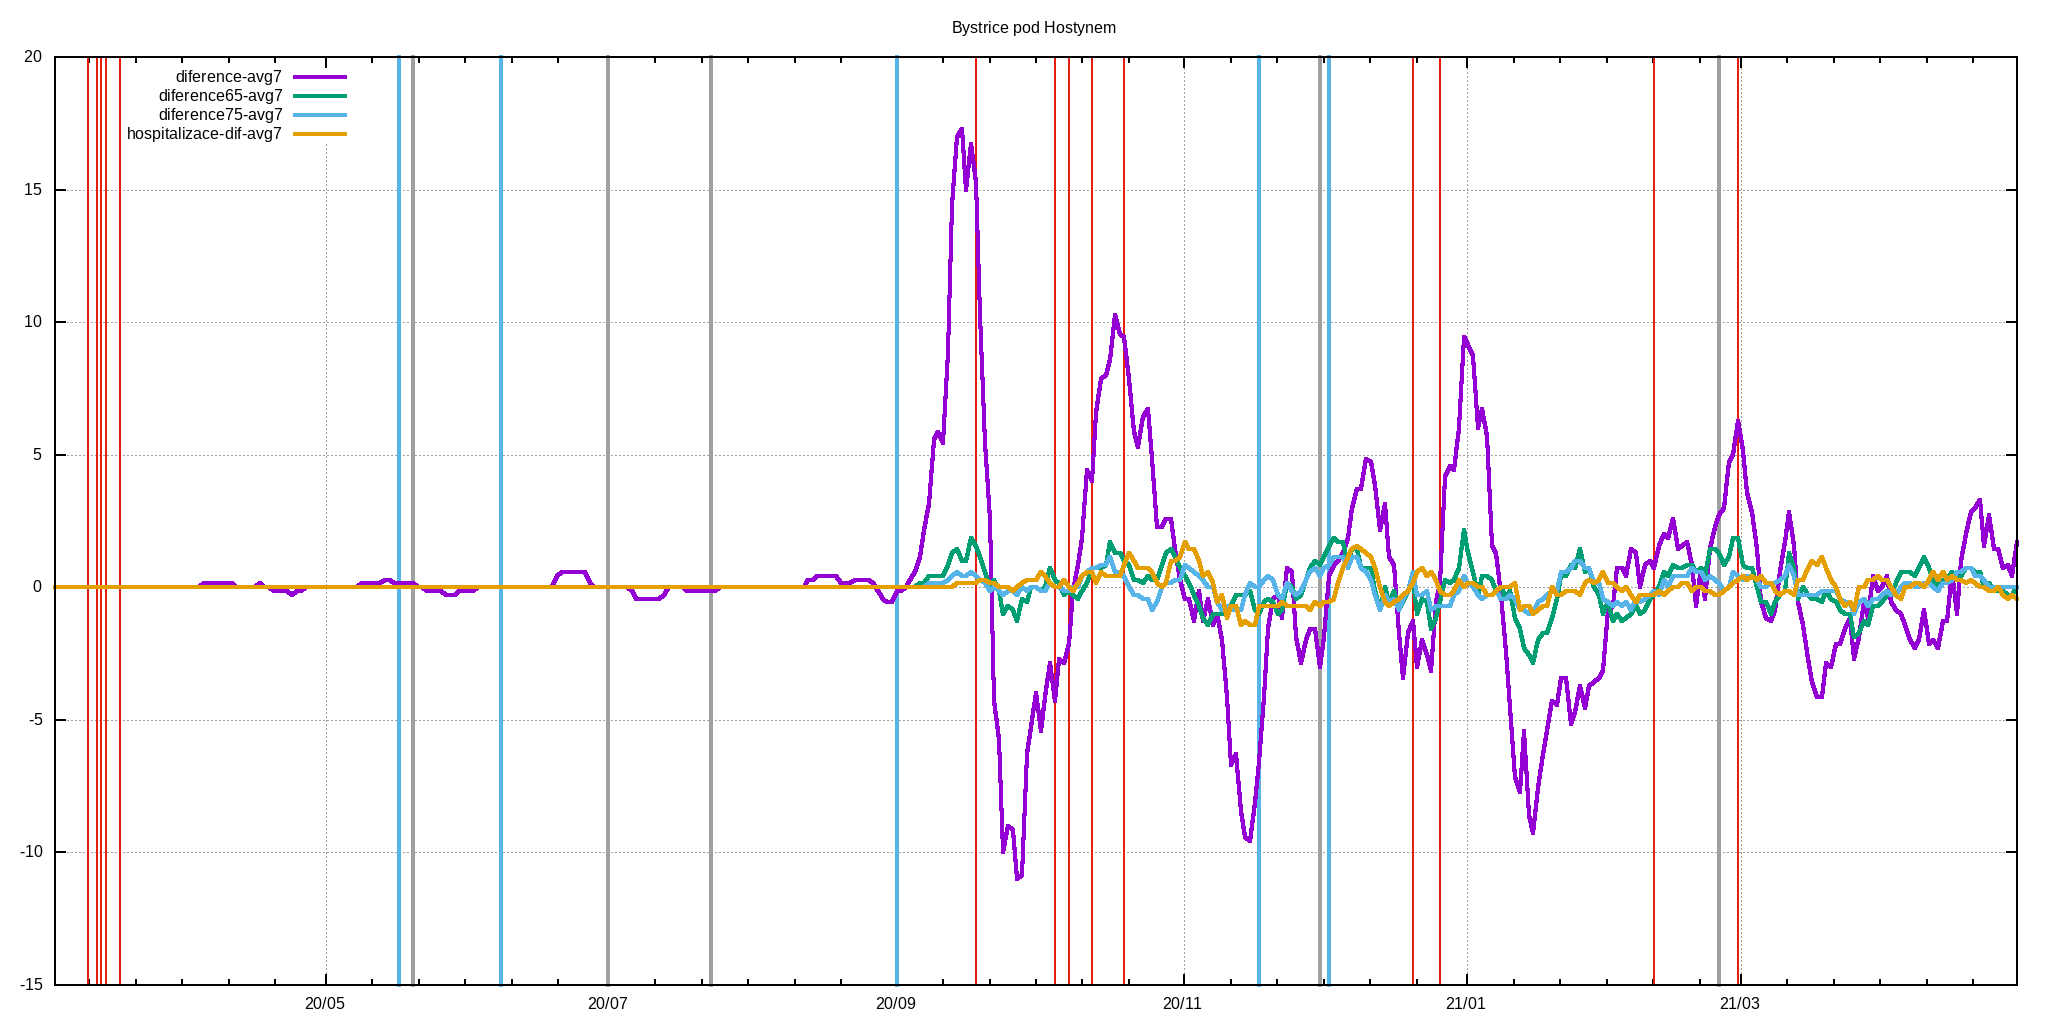 Bystrice pod Hostynem
diference-avg7
diference65-avg7
diference75-avg7
hospitalizace-dif-avg7
20
15
10
5
0
-5
-10
-15
20/05 20/07 20/09 20/11 21/01 21/03